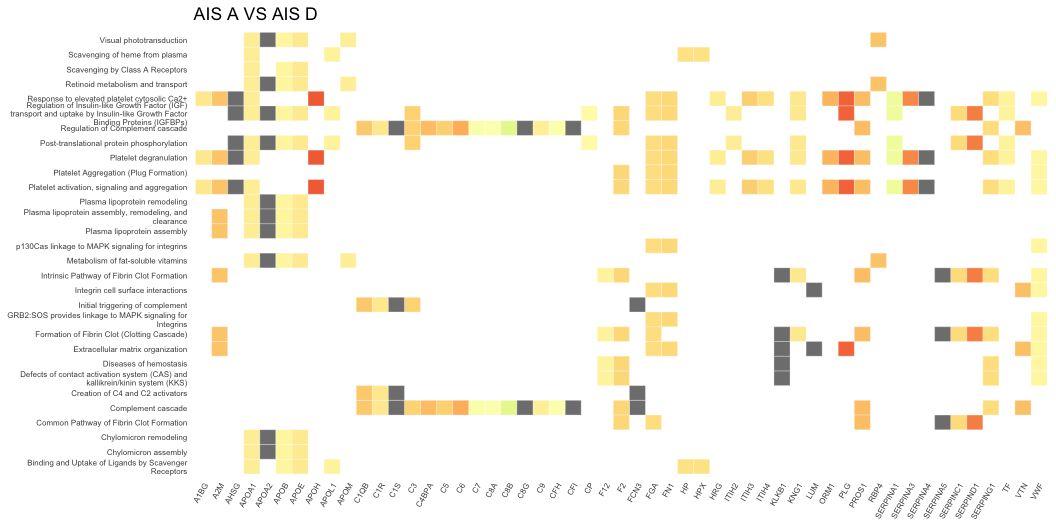 AIS A VS AIS D
Visual phototransduction
Scavenging of heme from plasma
Scavenging by Class A Receptors
Retinoid metabolism and transport
Response to elevated platelet cytosolic Ca2+
Regulation of Insulin-like Growth Factor (IGF)
transport and uptake by Insulin-like Growth Factor
Binding Proteins (IGFBPs)
Regulation of Complement cascade
Post-translational protein phosphorylation
Platelet degranulation
Platelet Aggregation (Plug Formation)
Platelet activation, signaling and aggregation
Plasma lipoprotein remodeling
Plasma lipoprotein assembly, remodeling, and
clearance
Plasma lipoprotein assembly
p130Cas linkage to MAPK signaling for integrins
Metabolism of fat-soluble vitamins
Intrinsic Pathway of Fibrin Clot Formation
Integrin cell surface interactions
Initial triggering of complement
GRB2:SOS provides linkage to MAPK signaling for
Integrins
Formation of Fibrin Clot (Clotting Cascade)
Extracellular matrix organization
Diseases of hemostasis
Defects of contact activation system (CAS) and
kallikrein/kinin system (KKS)
Creation of C4 and C2 activators
Complement cascade
Common Pathway of Fibrin Clot Formation
Chylomicron remodeling
Chylomicron assembly
Binding and Uptake of Ligands by Scavenger
Receptors
A1BG
A2M
AHSG
APOA1
APOA2
APOB
APOE
APOH
APOL1
APOM
C1QB
C1R
C1S
C3
C4BPA
C5
C6
C7
C8A
C8B
C8G
C9
CFH
CFI
CP
F12
F2
FCN3
FGA
FN1
HP
HPX
HRG
ITIH2
ITIH3
ITIH4
KLKB1
KNG1
LUM
ORM1
PLG
PROS1
RBP4
SERPINA1
SERPINA3
SERPINA4
SERPINA5
SERPINC1
SERPIND1
SERPING1
TF
VTN
VWF